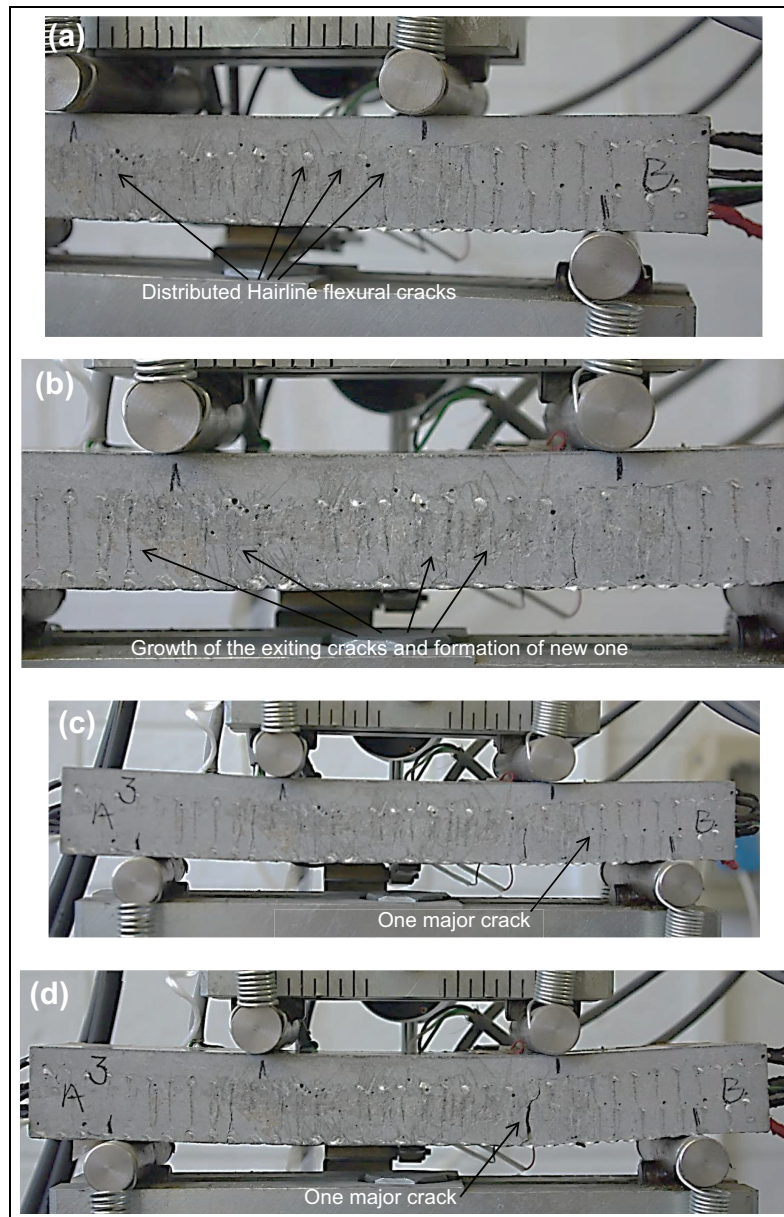 (a)
B.
Distributed Hairline flexural cracks
(b)
Growth of the exiting cracks and formation of new one
(c)
A 3
B.
One major crack
(d)
A 3
B.
One major crack